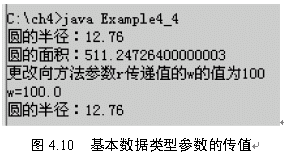 C:\ch4>java Example4_4
圆的半径：12.76
圆的面积：511.24726400000003
更改向方法参数r传递值的w的值为100
w=100.0
圆的半径：12.76
图 4.10 基本数据类型参数的传值↵